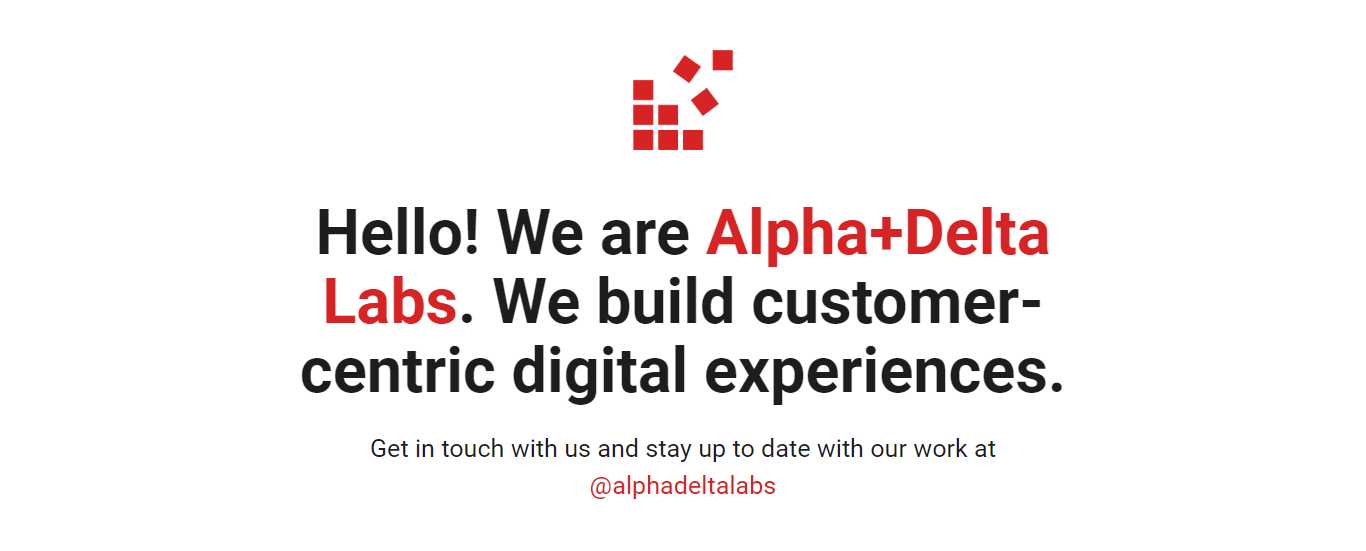 Hello! We are Alpha+Delta
Labs. We build customer-
centric digital experiences.
Get in touch with us and stay up to date with our work at
@alphadeltalabs